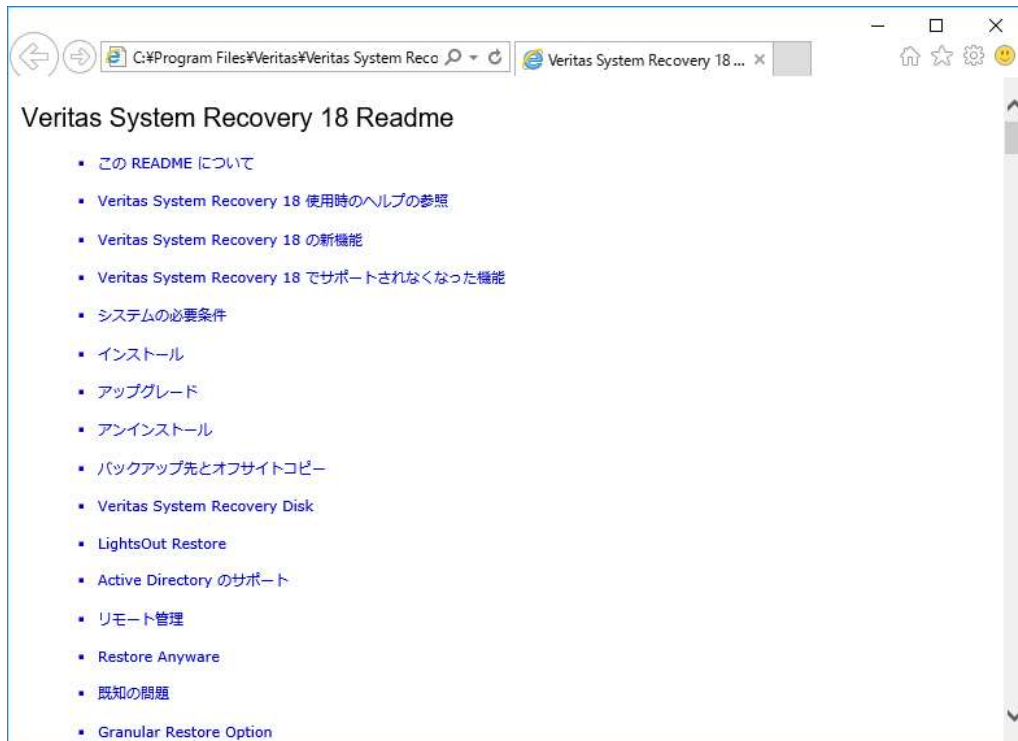 C:¥Program Files¥Veritas¥Veritas System Reco
Veritas System Recovery 18 ...
Veritas System Recovery 18 Readme
この README について
Veritas System Recovery 18 使用時のヘルプの参照
Veritas System Recovery 18 の新機能
Veritas System Recovery 18 でサポートされなくなった機能
システムの必要条件
インストール
アップグレード
アンインストール
バックアップ先とオフサイトコピー
Veritas System Recovery Disk
LightsOut Restore
Active Directory のサポート
リモート管理
Restore Anyware
既知の問題
Granular Restore Option